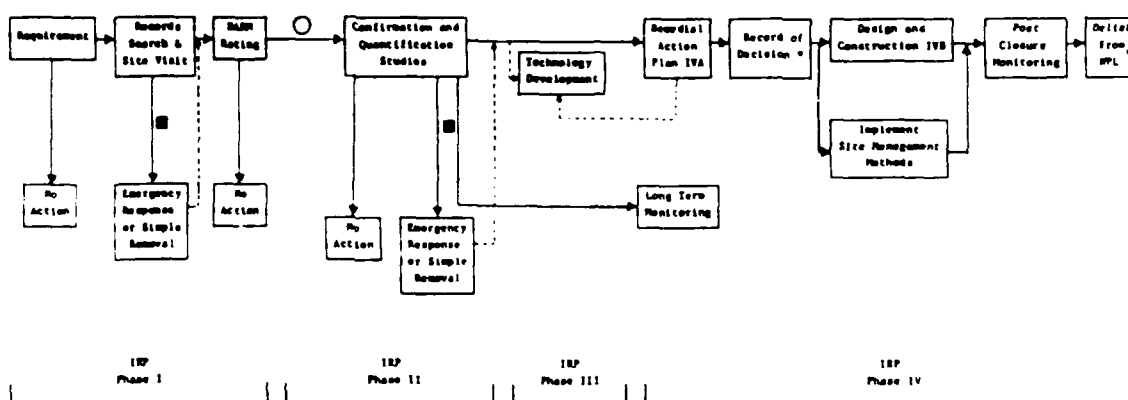 Requirement
Records
Search &
Site Visit
HARM
Rating
Confirmation and
Quantification
Studies
Technology
Development
Remedial
Action
Plan IVA
Record of
Decision *
Design and
Construction IVB
Post
Closure
Monitoring
Delete
From
NPL
Implement
Site Management
Methods
No
Action
Emergency
Response
or Simple
Removal
No
Action
No
Action
Emergency
Response
or Simple
Removal
Long Term
Monitoring
IRP
Phase I
IRP
Phase II
IRP
Phase III
IRP
Phase IV